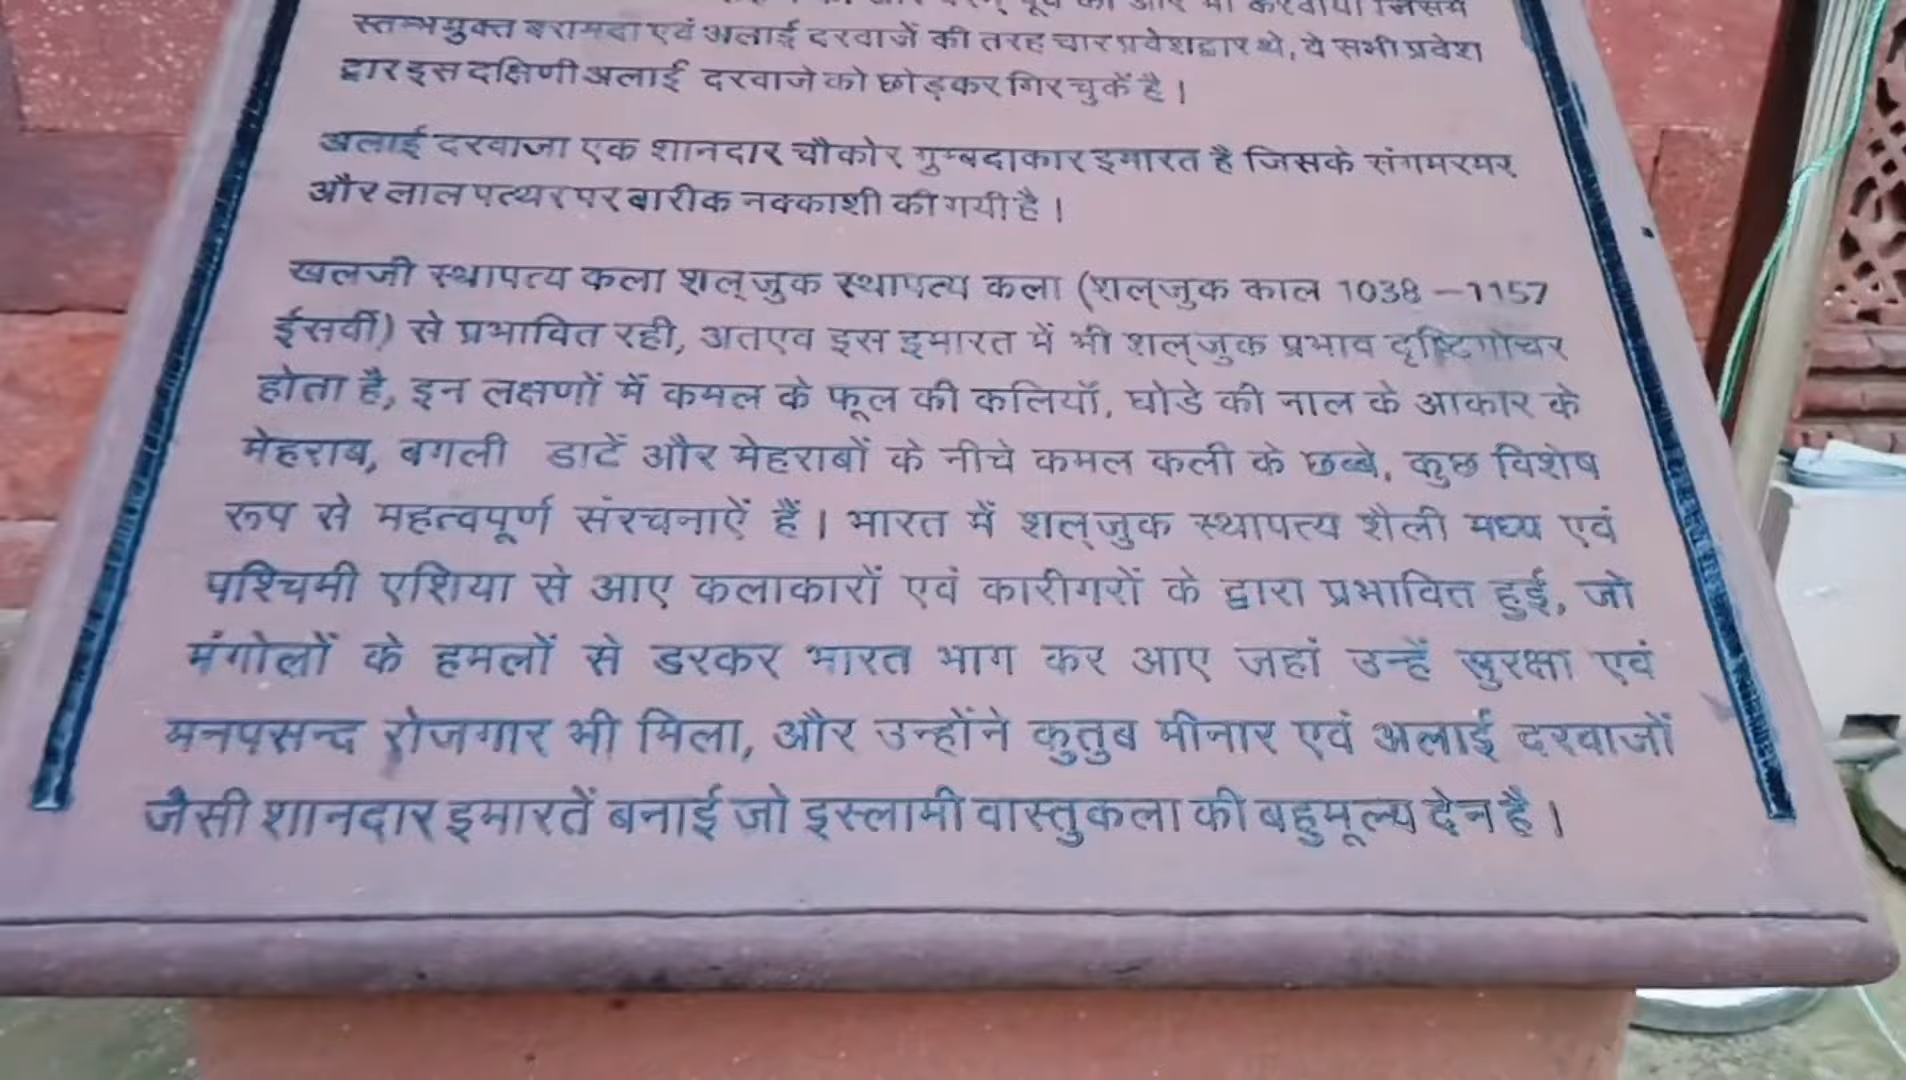 पूर्व की ओर भी करवाया जिसमें
स्तम्भयुक्त बरामदा एवं अलाई दरवाजें की तरह चार प्रवेशद्वार थे, ये सभी प्रवेश
द्वार इस दक्षिणी अलाई दरवाजे को छोड़कर गिर चुकें है ।
अलाई दरवाजा एक शानदार चौकोर गुम्बदाकार इमारत है जिसके संगमरमर
और लाल पत्थर पर बारीक नक्काशी की गयी है ।
खलजी स्थापत्य कला शल्जुक स्थापत्य कला (शल्जुक काल 1038 –1157
ईसवीं) से प्रभावित रही, अतएव इस इमारत में भी शल्जुक प्रभाव दृष्टिगोचर
होता है, इन लक्षणों में कमल के फूल की कलियॉ, घोडे की नाल के आकार के
मेहराब, बगली डाटें और मेहराबों के नीचे कमल कली के छब्बे, कुछ विशेष
रूप से महत्वपूर्ण संरचनाऐं हैं । भारत में शल्जुक स्थापत्य शैली मध्य एवं
पश्चिमी एशिया से आए कलाकारों एवं कारीगरों के द्वारा प्रभावित हुई, जो
मंगोलों के हमलों से डरकर भारत भाग कर आए जहां उन्हें सुरक्षा एवं
मनपसन्द रोजगार भी मिला, और उन्होंने कुतुब मीनार एवं अलाई दरवाजों
जैसी शानदार इमारतें बनाई जो इस्लामी वास्तुकला की बहुमूल्य देन है ।